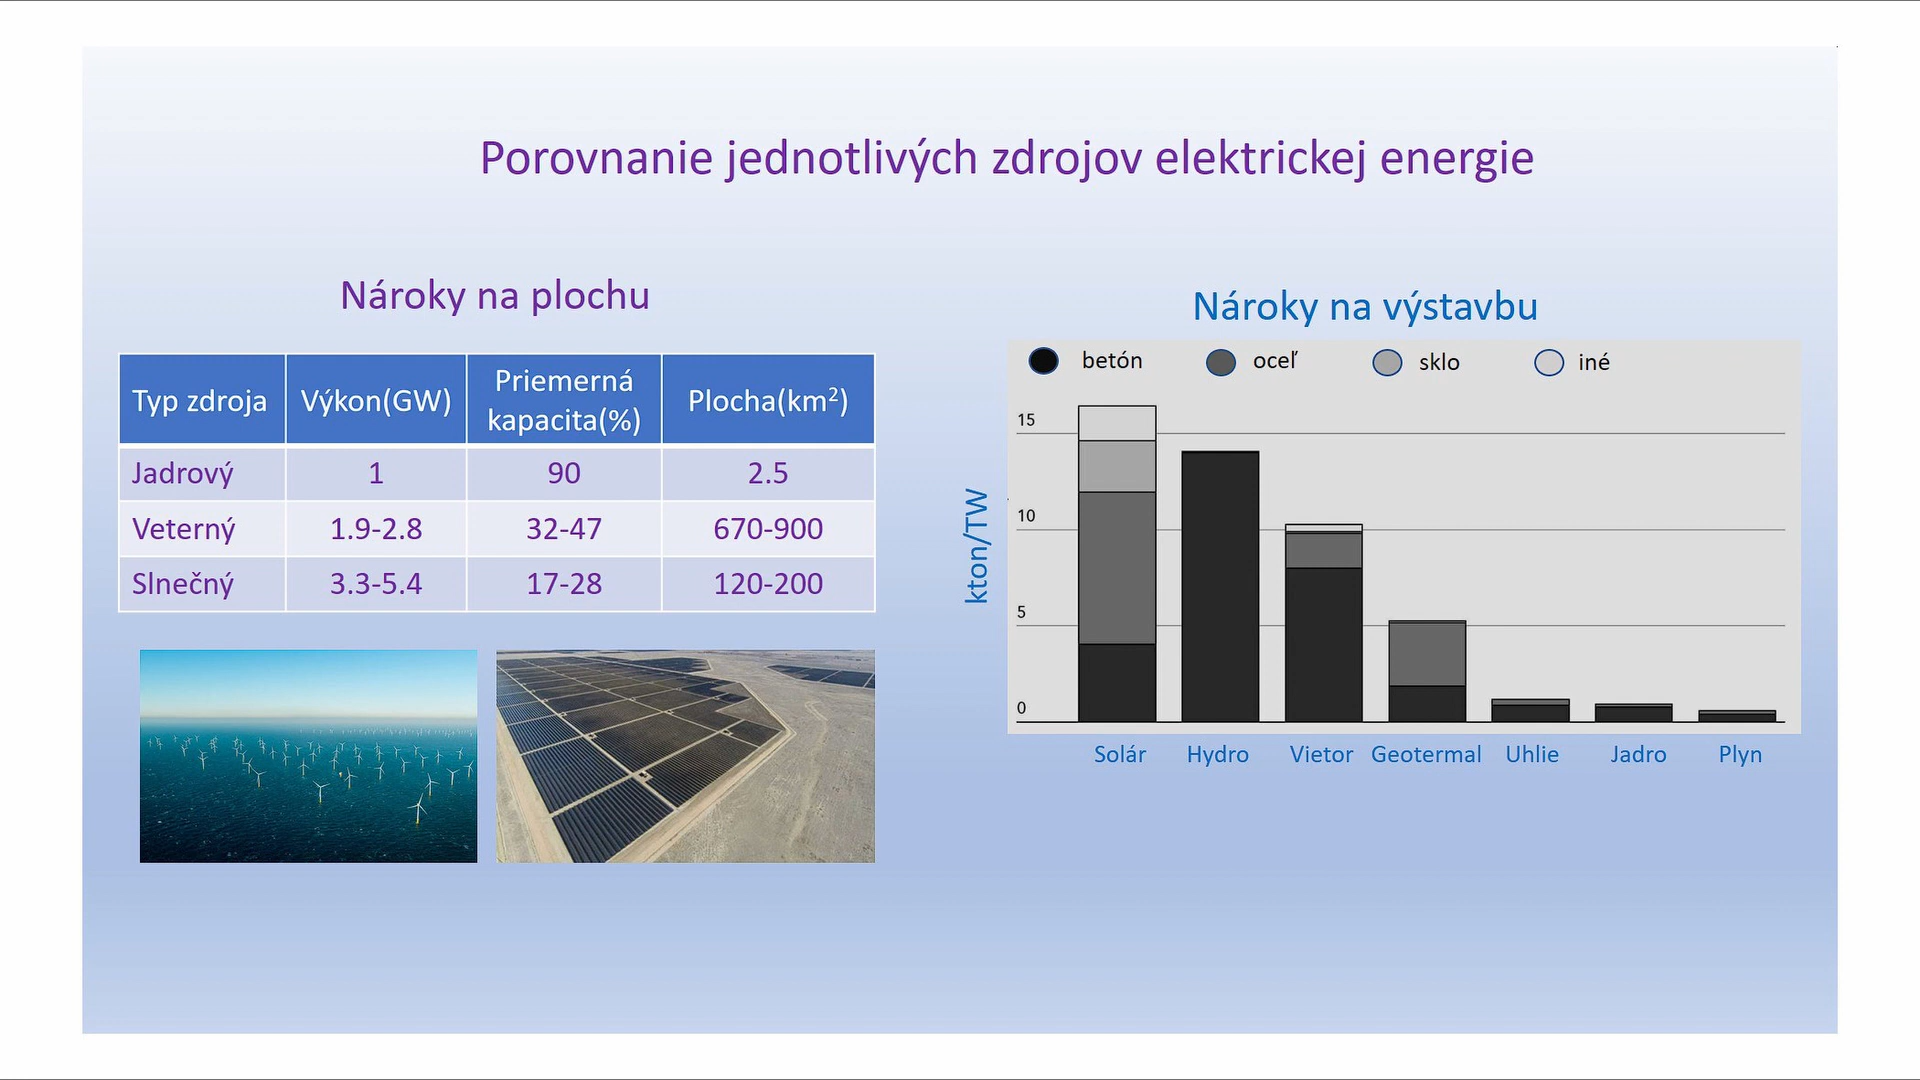 Porovnanie jednotlivých zdrojov elektrickej energie
Nároky na plochu
Typ zdroja Výkon(GW) Priemerná kapacita(%) Plocha(km²)
Jadrový 1 90 2.5
Veterný 1.9-2.8 32-47 670-900
Slnečný 3.3-5.4 17-28 120-200
Nároky na výstavbu
betón oceľ sklo iné
kton/TW
15
10
5
0
Solár Hydro Vietor Geotermal Uhlie Jadro Plyn